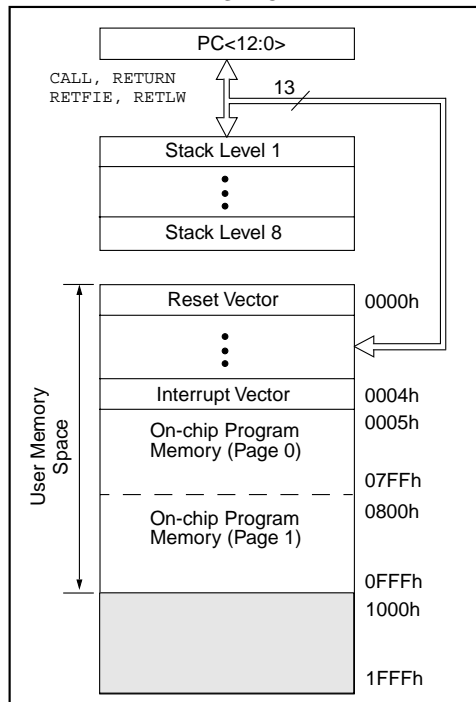 PC<12:0>
CALL, RETURN
RETFIE, RETLW
13
Stack Level 1
Stack Level 8
Reset Vector
0000h
Interrupt Vector
0004h
0005h
On-chip Program
Memory (Page 0)
07FFh
0800h
On-chip Program
Memory (Page 1)
0FFFh
1000h
1FFFh
User Memory
Space